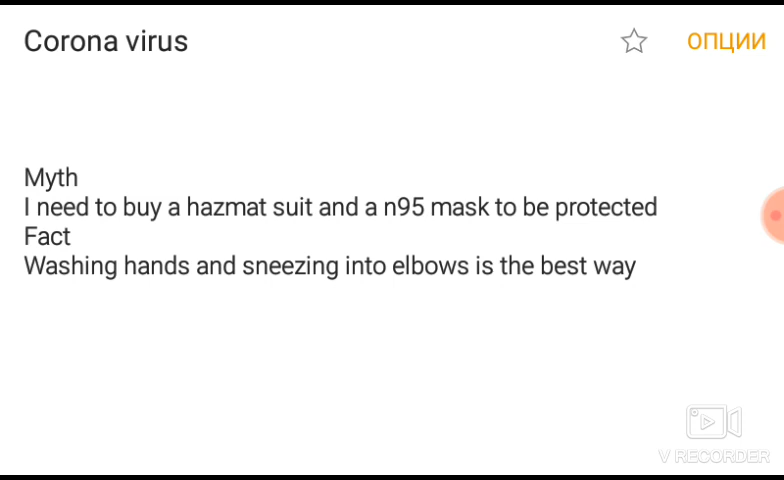 Corona virus
ОПЦИИ
Myth
I need to buy a hazmat suit and a n95 mask to be protected
Fact
Washing hands and sneezing into elbows is the best way
V RECORDER